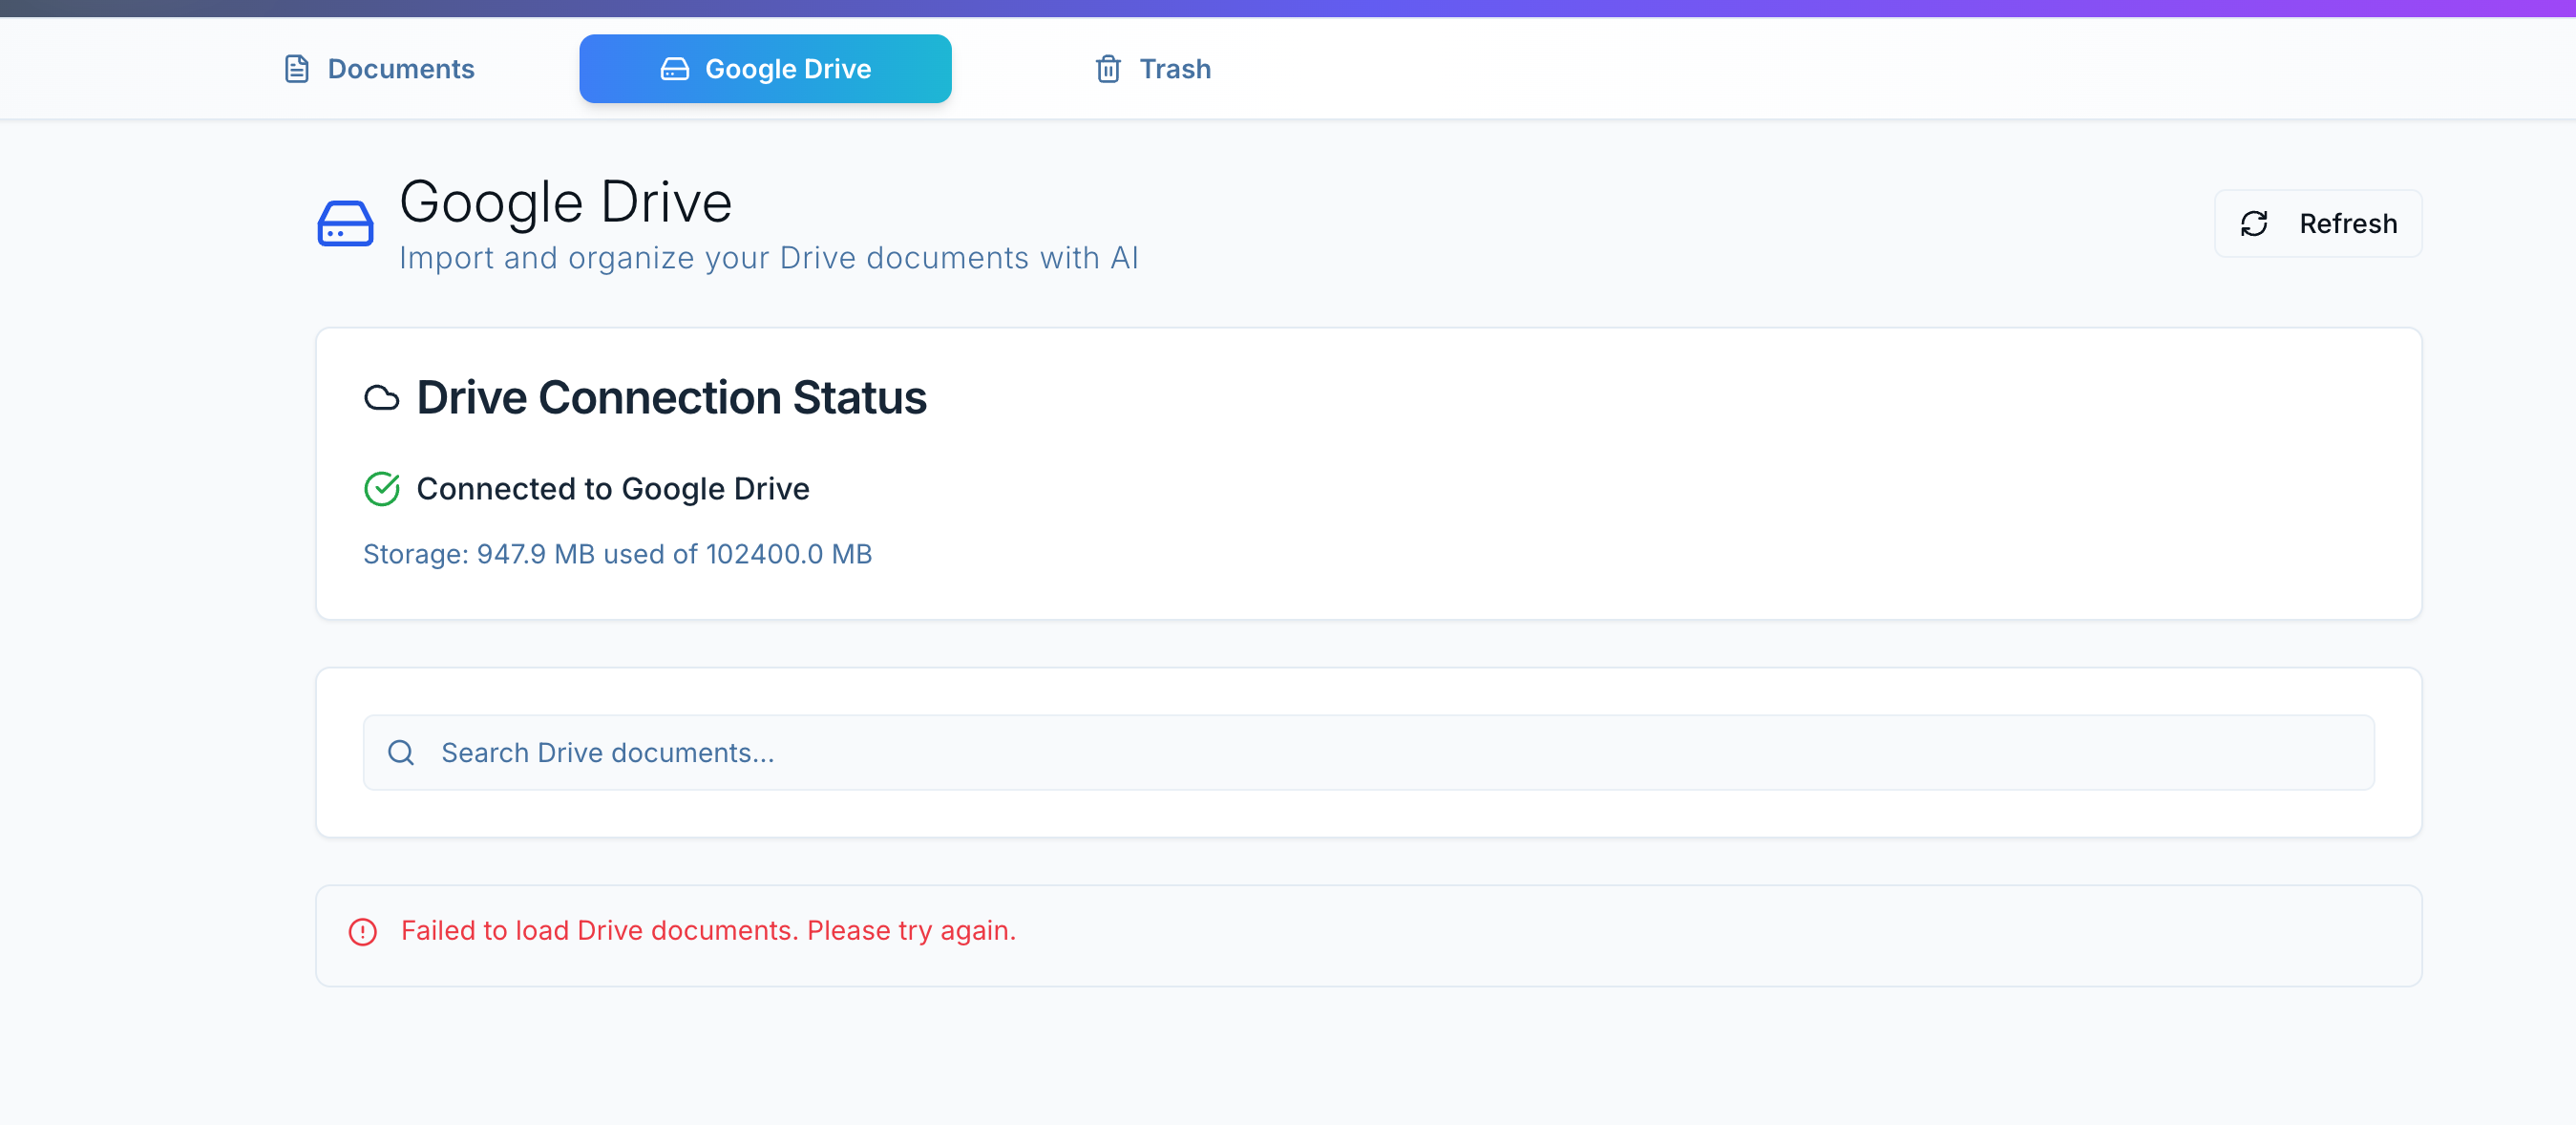 Documents
Google Drive
Trash
Google Drive
Import and organize your Drive documents with AI
Refresh
Drive Connection Status
Connected to Google Drive
Storage: 947.9 MB used of 102400.0 MB
Search Drive documents...
Failed to load Drive documents. Please try again.